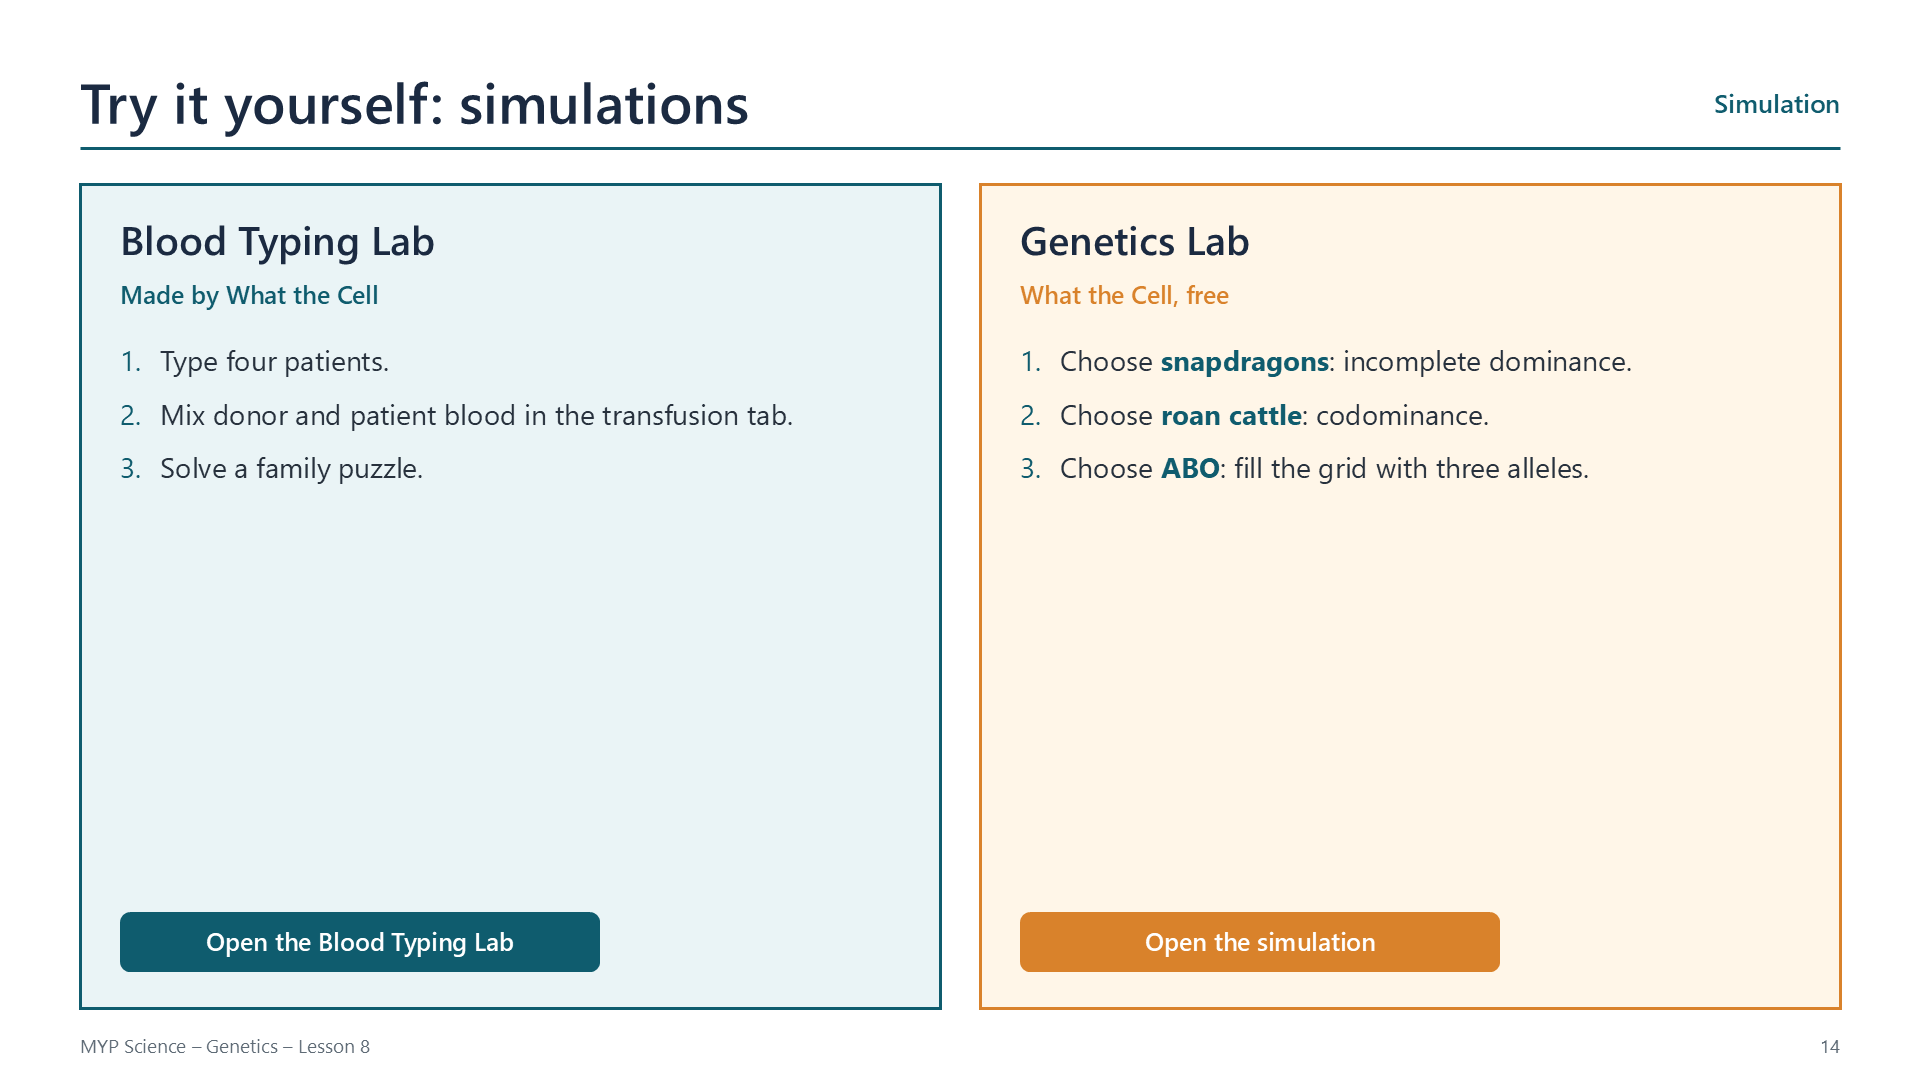 Try it yourself: simulations
Simulation
Blood Typing Lab
Made by What the Cell
1. Type four patients.
2. Mix donor and patient blood in the transfusion tab.
3. Solve a family puzzle.
Open the Blood Typing Lab
Genetics Lab
What the Cell, free
1. Choose snapdragons: incomplete dominance.
2. Choose roan cattle: codominance.
3. Choose ABO: fill the grid with three alleles.
Open the simulation
MYP Science – Genetics – Lesson 8
14